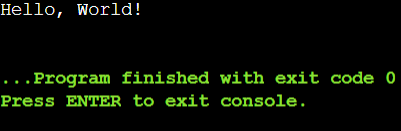 Hello, World!
...Program finished with exit code 0
Press ENTER to exit console.